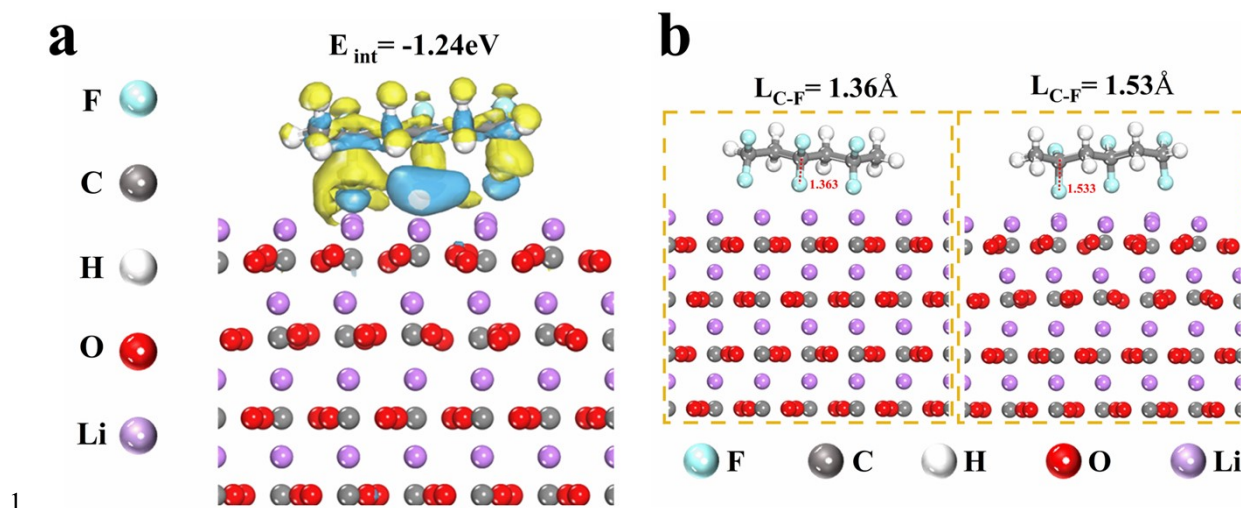 a
E int = -1.24eV
F
C
H
O
Li
b
L C-F = 1.36Å
L C-F = 1.53Å
1.363
1.533
F
C
H
O
Li
1